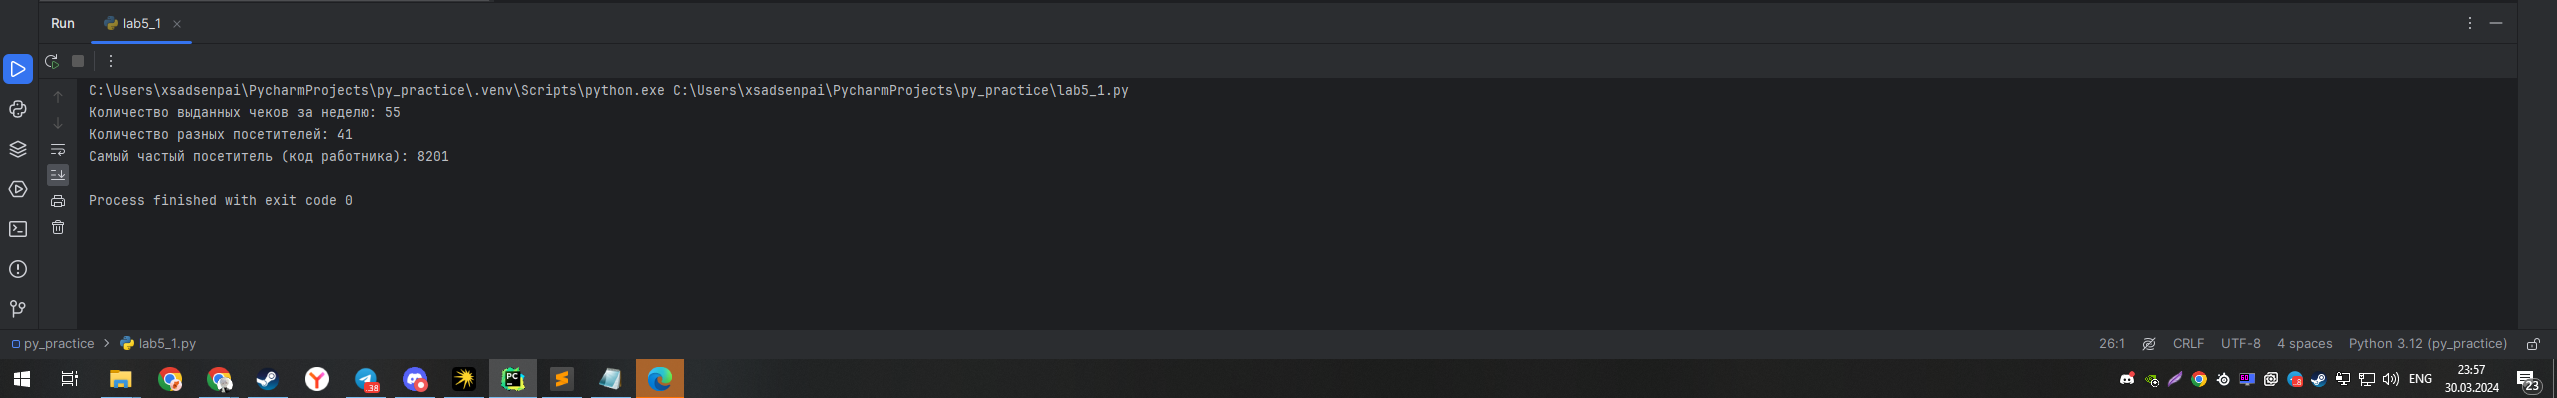 Run lab5_1
C:\Users\xsadsenpai\PycharmProjects\py_practice\.venv\Scripts\python.exe C:\Users\xsadsenpai\PycharmProjects\py_practice\lab5_1.py
Количество выданных чеков за неделю: 55
Количество разных посетителей: 41
Самый частый посетитель (код работника): 8201
Process finished with exit code 0
py_practice > lab5_1.py 26:1 CRLF UTF-8 4 spaces Python 3.12 (py_practice)
PC 38 60 8 ENG 23:57
30.03.2024 23